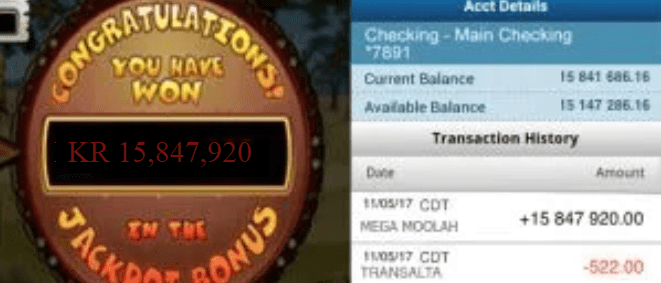 CONGRATULATIONS!
YOU HAVE
WON
KR 15,847,920
IN THE
JACKPOT BONUS
Acct Details
Checking - Main Checking
*7891
Current Balance 15 841 686.16
Available Balance 15 147 286.16
Transaction History
Date Amount
11/05/17 CDT
MEGA MOOLAH +15 847 920.00
11/05/17 CDT
TRANSALTA -522.00